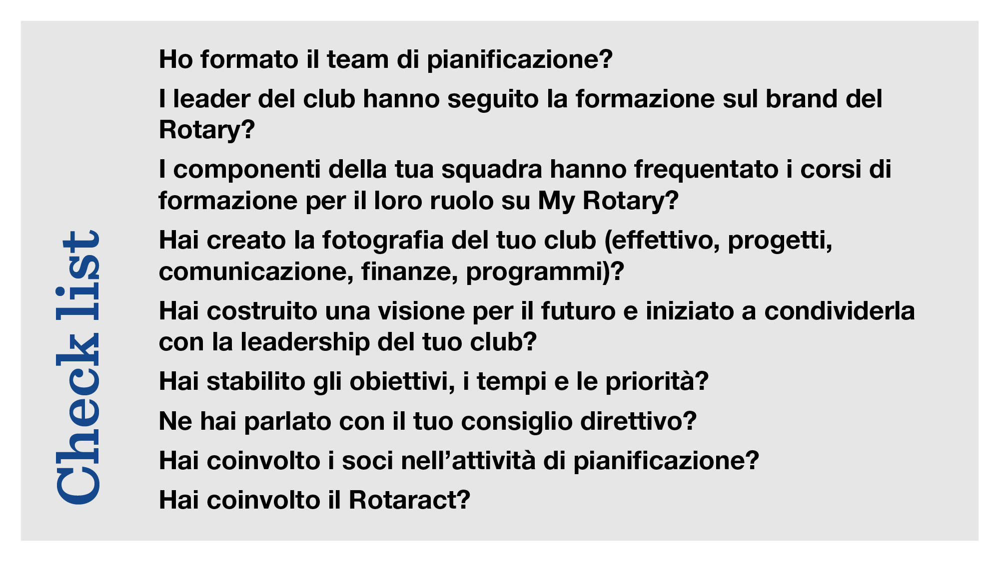 Check list
Ho formato il team di pianificazione?
I leader del club hanno seguito la formazione sul brand del
Rotary?
I componenti della tua squadra hanno frequentato i corsi di
formazione per il loro ruolo su My Rotary?
Hai creato la fotografia del tuo club (effettivo, progetti,
comunicazione, finanze, programmi)?
Hai costruito una visione per il futuro e iniziato a condividerla
con la leadership del tuo club?
Hai stabilito gli obiettivi, i tempi e le priorità?
Ne hai parlato con il tuo consiglio direttivo?
Hai coinvolto i soci nell’attività di pianificazione?
Hai coinvolto il Rotaract?